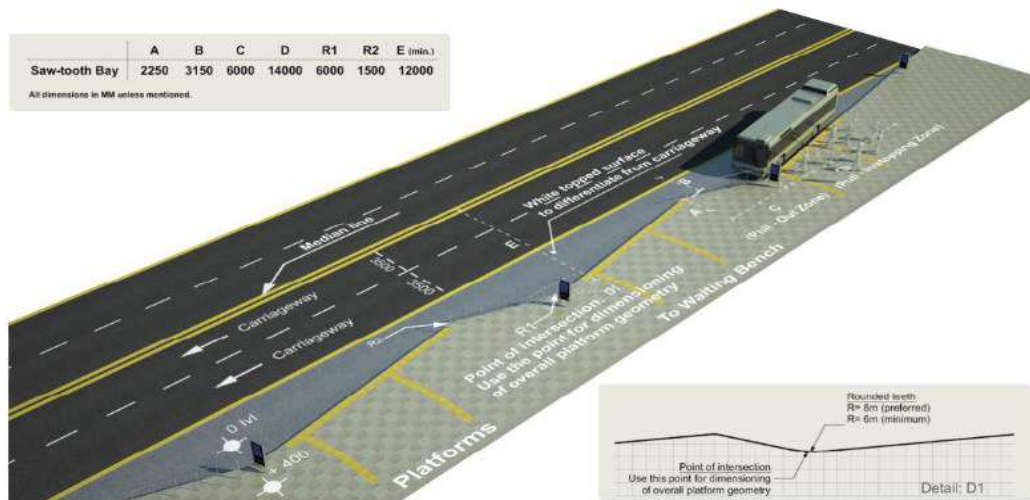 A B C D R1 R2 E (min.)
Saw-tooth Bay 2250 3150 6000 14000 6000 1500 12000
All dimensions in MM unless mentioned.
White topped surface
to differentiate from carriageway
Median line
3500
3500
Carriageway
Carriageway
E
B
A
C
(Pull - Out Zone)
Stopping Zone)
To Waiting Bench
R1
Point of intersection.
Use the point for dimensioning
of overall platform geometry
0 lvl
+ 400
Platforms
Rounded teeth
R= 8m (preferred)
R= 6m (minimum)
Point of intersection
Use this point for dimensioning
of overall platform geometry
Detail: D1